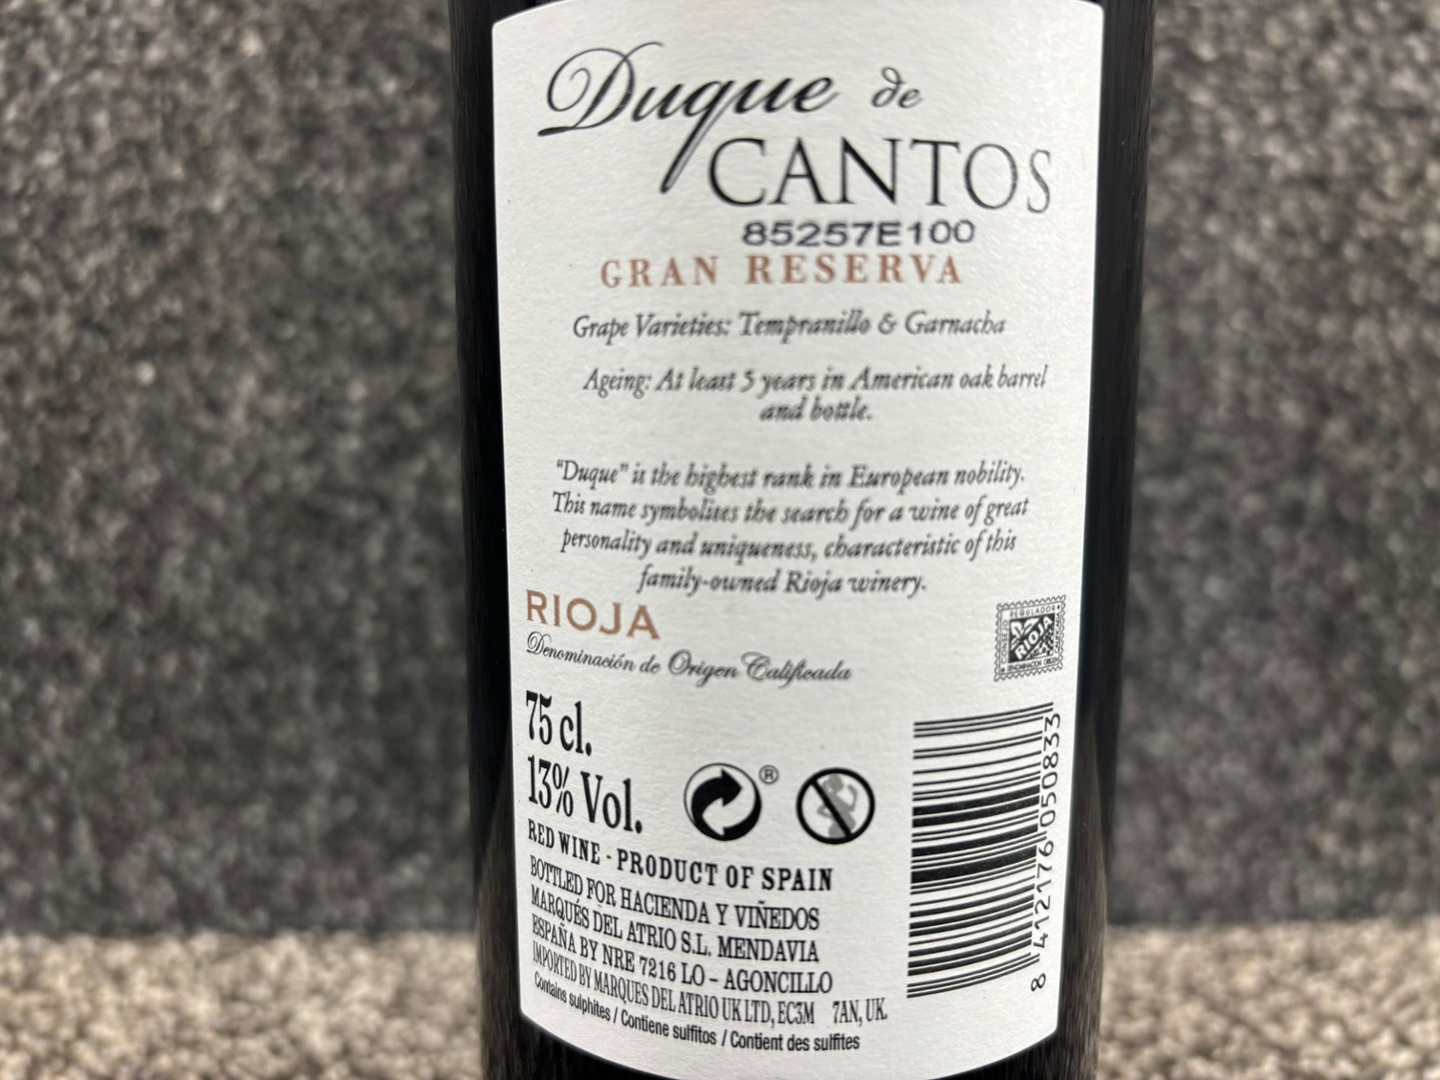 Duque de
CANTOS
85257E100
GRAN RESERVA
Grape Varieties: Tempranillo & Garnacha
Ageing: At least 5 years in American oak barrel
and bottle.
"Duque" is the highest rank in European nobility.
This name symbolises the search for a wine of great
personality and uniqueness, characteristic of this
family-owned Rioja winery.
RIOJA
Denominación de Origen Calificada
CONSEJO REGULADOR
RIOJA
DENOMINACION ORIGEN
75 cl.
13% Vol.
®
RED WINE - PRODUCT OF SPAIN
BOTTLED FOR HACIENDA Y VIÑEDOS
MARQUÉS DEL ATRIO S.L. MENDAVIA
ESPAÑA BY NRE 7216 LO – AGONCILLO
IMPORTED BY MARQUES DEL ATRIO UK LTD, EC3M 7AN, UK.
Contains sulphites / Contiene sulfitos / Contient des sulfites
8 412176 050833